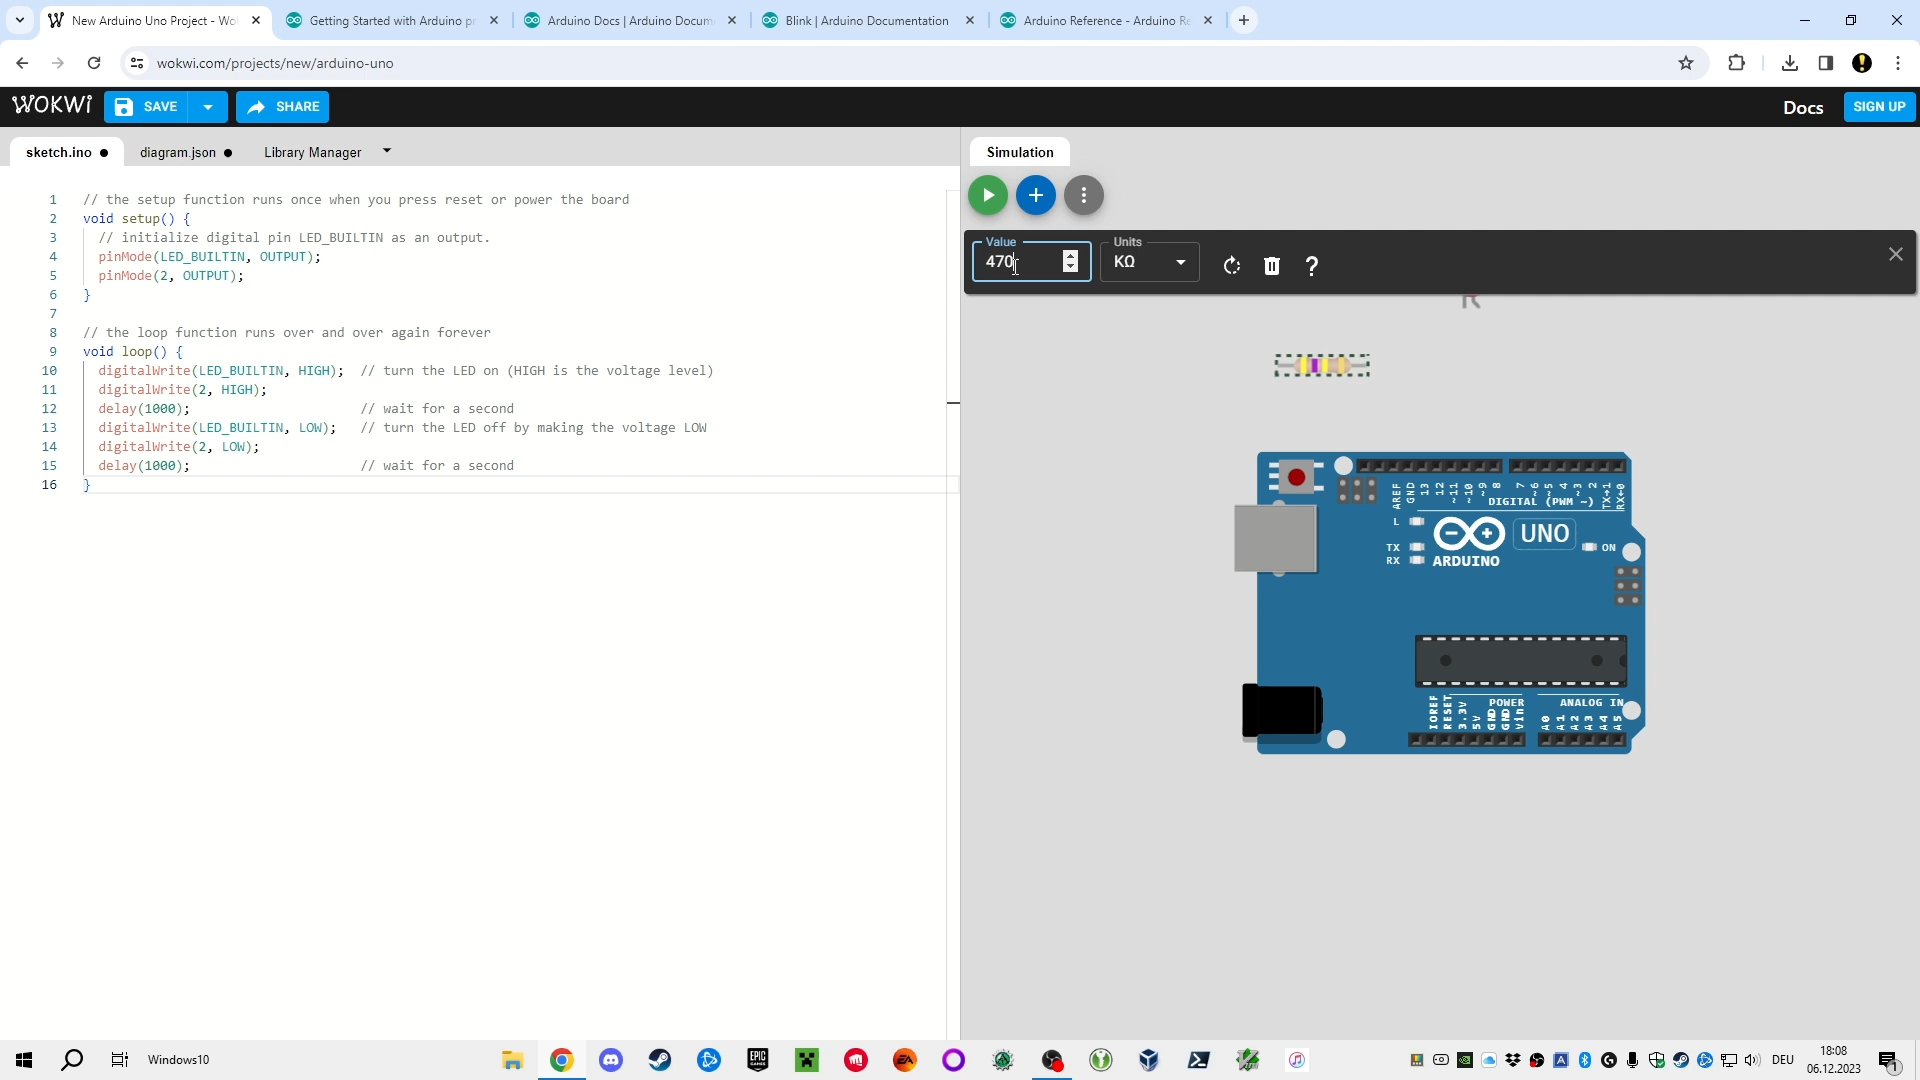 New Arduino Uno Project - Wo
Getting Started with Arduino p
Arduino Docs | Arduino Docum
Blink | Arduino Documentation
Arduino Reference - Arduino Re
wokwi.com/projects/new/arduino-uno
WOKWi
SAVE
SHARE
Docs
SIGN UP
sketch.ino
diagram.json
Library Manager
Simulation
1 // the setup function runs once when you press reset or power the board
2 void setup() {
3 // initialize digital pin LED_BUILTIN as an output.
4 pinMode(LED_BUILTIN, OUTPUT);
5 pinMode(2, OUTPUT);
6 }
7
8 // the loop function runs over and over again forever
9 void loop() {
10 digitalWrite(LED_BUILTIN, HIGH); // turn the LED on (HIGH is the voltage level)
11 digitalWrite(2, HIGH);
12 delay(1000); // wait for a second
13 digitalWrite(LED_BUILTIN, LOW); // turn the LED off by making the voltage LOW
14 digitalWrite(2, LOW);
15 delay(1000); // wait for a second
16 }
Value
470
Units
KΩ
?
R
AREF
GND
13
12
~11
~10
~9
8
7
~6
~5
4
~3
2
TX→1
RX←0
DIGITAL (PWM ~)
L
TX
RX
UNO
ARDUINO
ON
IOREF
RESET
3.3V
5V
GND
GND
Vin
POWER
ANALOG IN
A0
A1
A2
A3
A4
A5
Windows10
EPIC
GAMES
EA
DEU
18:08
06.12.2023
1